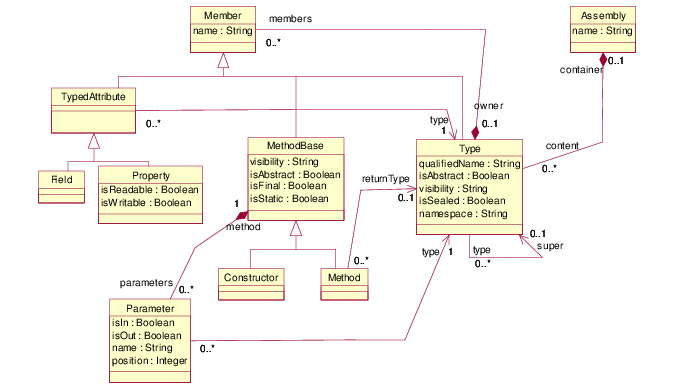 Member
name : String
members
0..*
Assembly
name : String
0..1
container
TypedAttribute
0..*
type
1
owner
0..1
Field
Property
isReadable : Boolean
isWritable : Boolean
MethodBase
visibility : String
isAbstract : Boolean
isFinal : Boolean
isStatic : Boolean
1
method
returnType
0..1
Type
qualifiedName : String
isAbstract : Boolean
visibility : String
isSealed : Boolean
namespace : String
content
0..*
0..1
super
type
0..*
type
1
Constructor
Method
0..*
parameters
0..*
Parameter
isIn : Boolean
isOut : Boolean
name : String
position : Integer
0..*